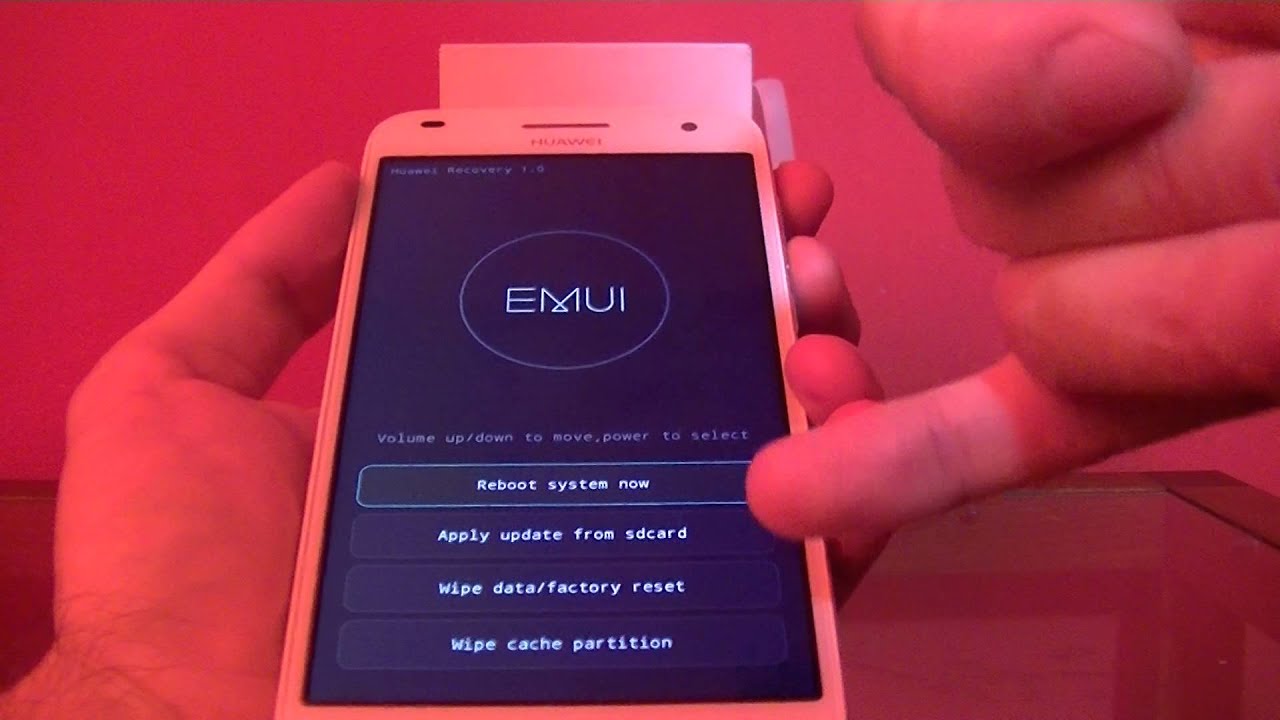 HUAWEI
Huawei Recovery 1.0
EMUI
Volume up/down to move,power to select
Reboot system now
Apply update from sdcard
Wipe data/factory reset
Wipe cache partition